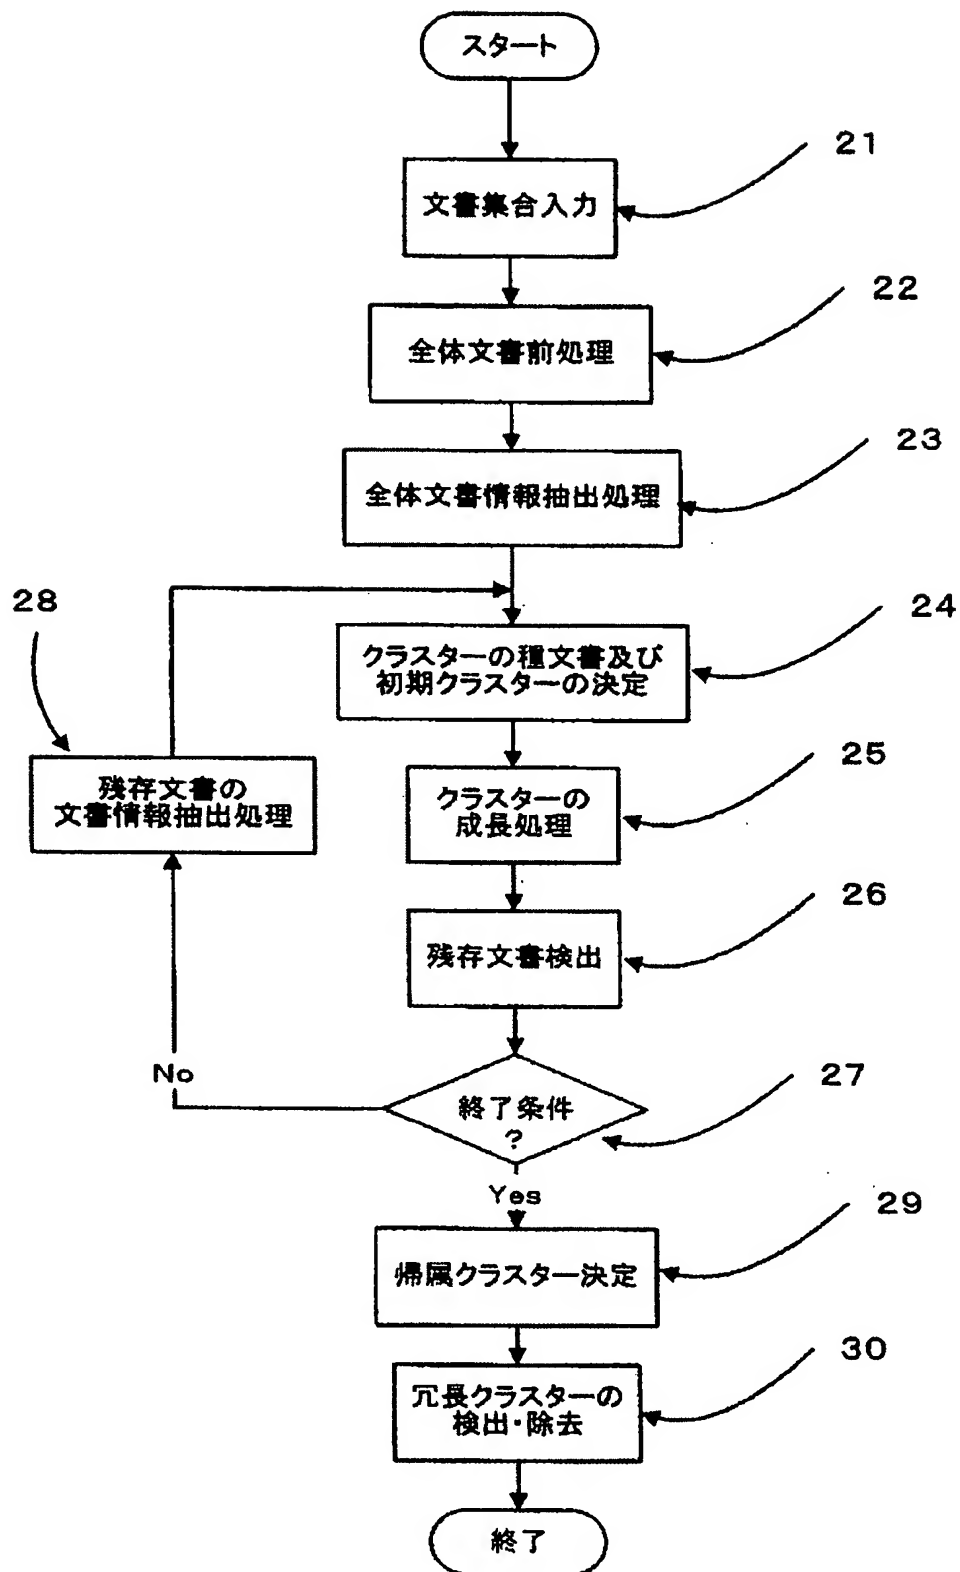 スタート
21
文書集合入力
22
全体文書前処理
23
全体文書情報抽出処理
28
24
クラスターの種文書及び
初期クラスターの決定
残存文書の
文書情報抽出処理
25
クラスターの
成長処理
26
残存文書検出
No
27
終了条件
?
Yes
29
帰属クラスター決定
30
冗長クラスターの
検出・除去
終了